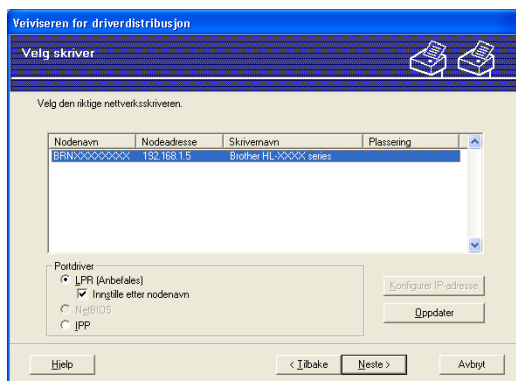 Veiviseren for driverdistribusjon
Velg skriver
Velg den riktige nettverksskriveren.
Nodenavn Nodeadresse Skrivernavn Plassering
BRNXXXXXXXX 192.168.1.5 Brother HL-XXXX series
Portdriver
LPR (Anbefales)
Innstille etter nodenavn
NetBIOS
IPP
Konfigurer IP-adresse
Oppdater
Hjelp < Tilbake Neste > Avbryt